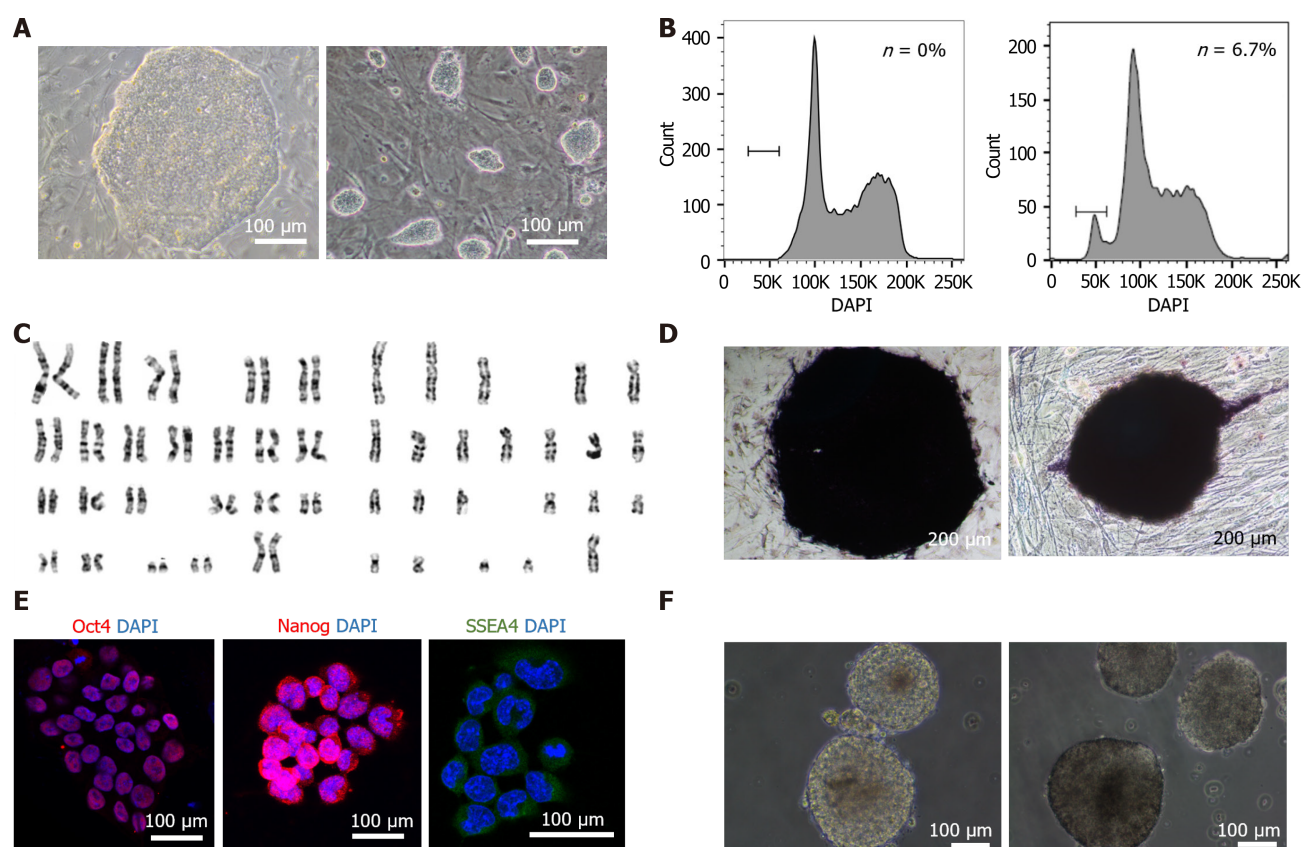 A
100 µm
100 µm
B
n = 0%
400
300
200
100
0
Count
0 50K 100K 150K 200K 250K
DAPI
n = 6.7%
200
150
100
50
0
Count
0 50K 100K 150K 200K 250K
DAPI
C
D
200 µm
200 µm
E
Oct4 DAPI
Nanog DAPI
SSEA4 DAPI
100 µm
100 µm
100 µm
F
100 µm
100 µm